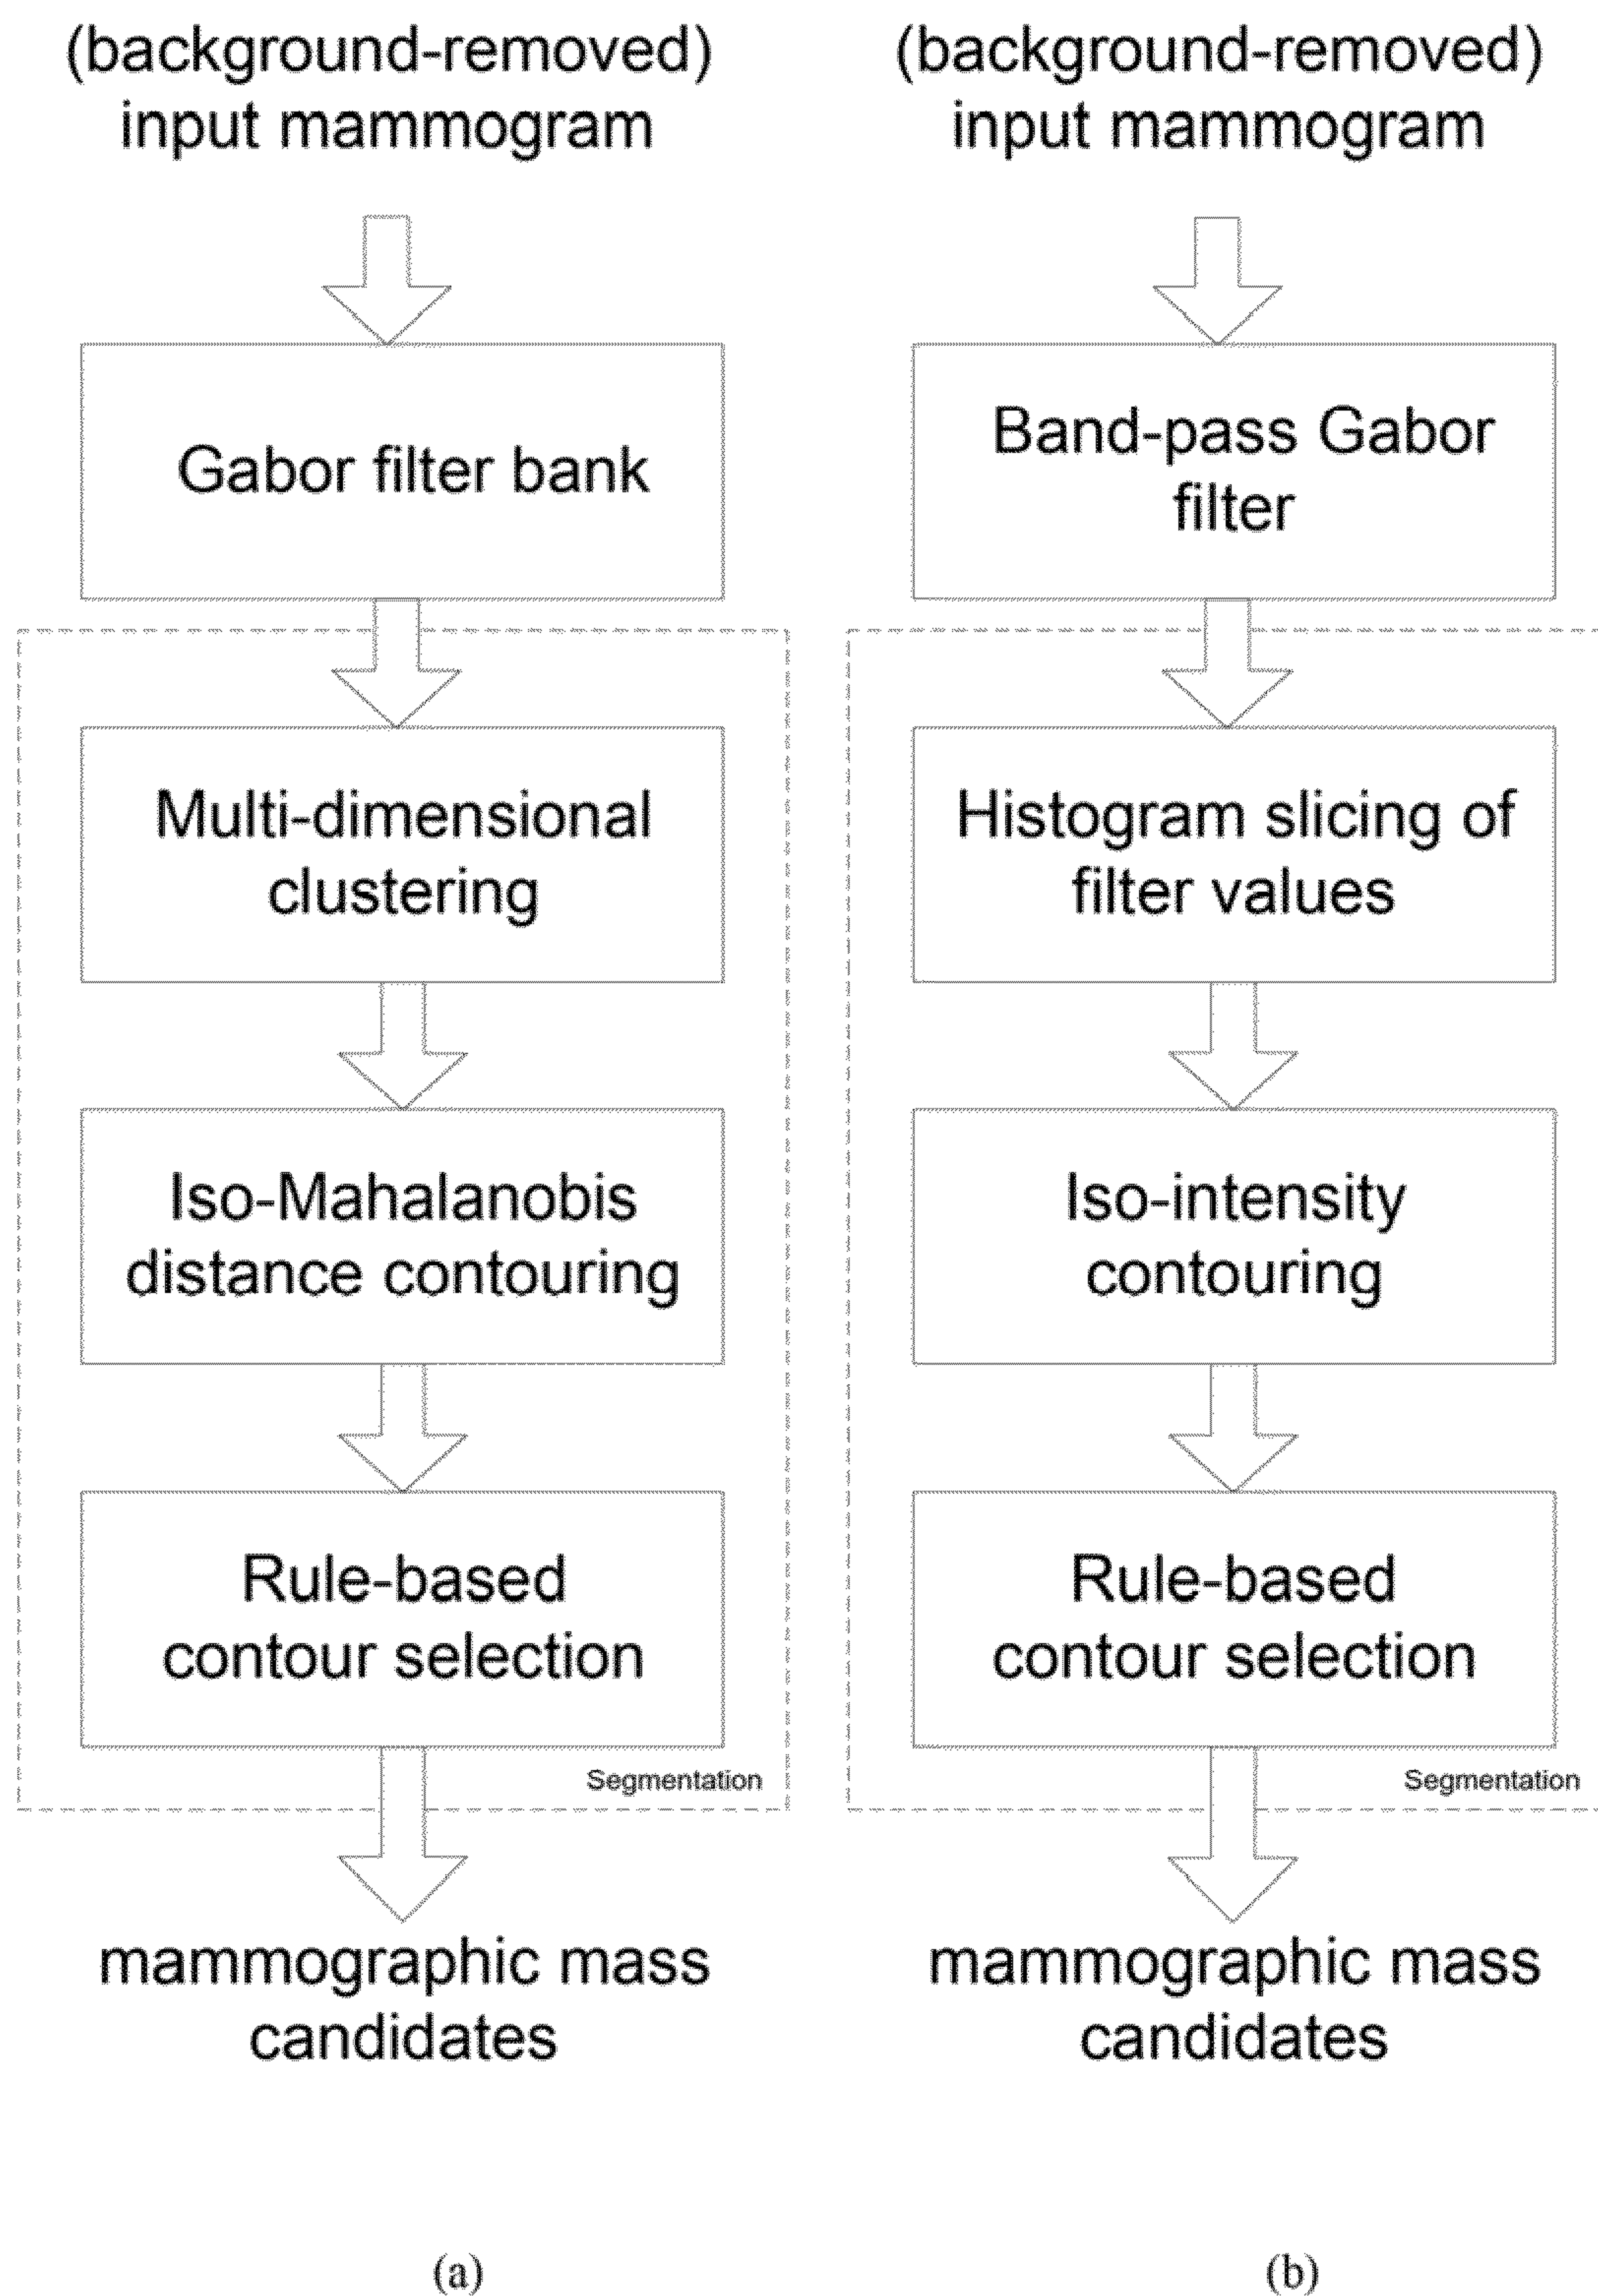 (background-removed)
input mammogram
Gabor filter bank
Multi-dimensional
clustering
Iso-Mahalanobis
distance contouring
Rule-based
contour selection
Segmentation
mammographic mass
candidates
(a)
(background-removed)
input mammogram
Band-pass Gabor
filter
Histogram slicing of
filter values
Iso-intensity
contouring
Rule-based
contour selection
Segmentation
mammographic mass
candidates
(b)